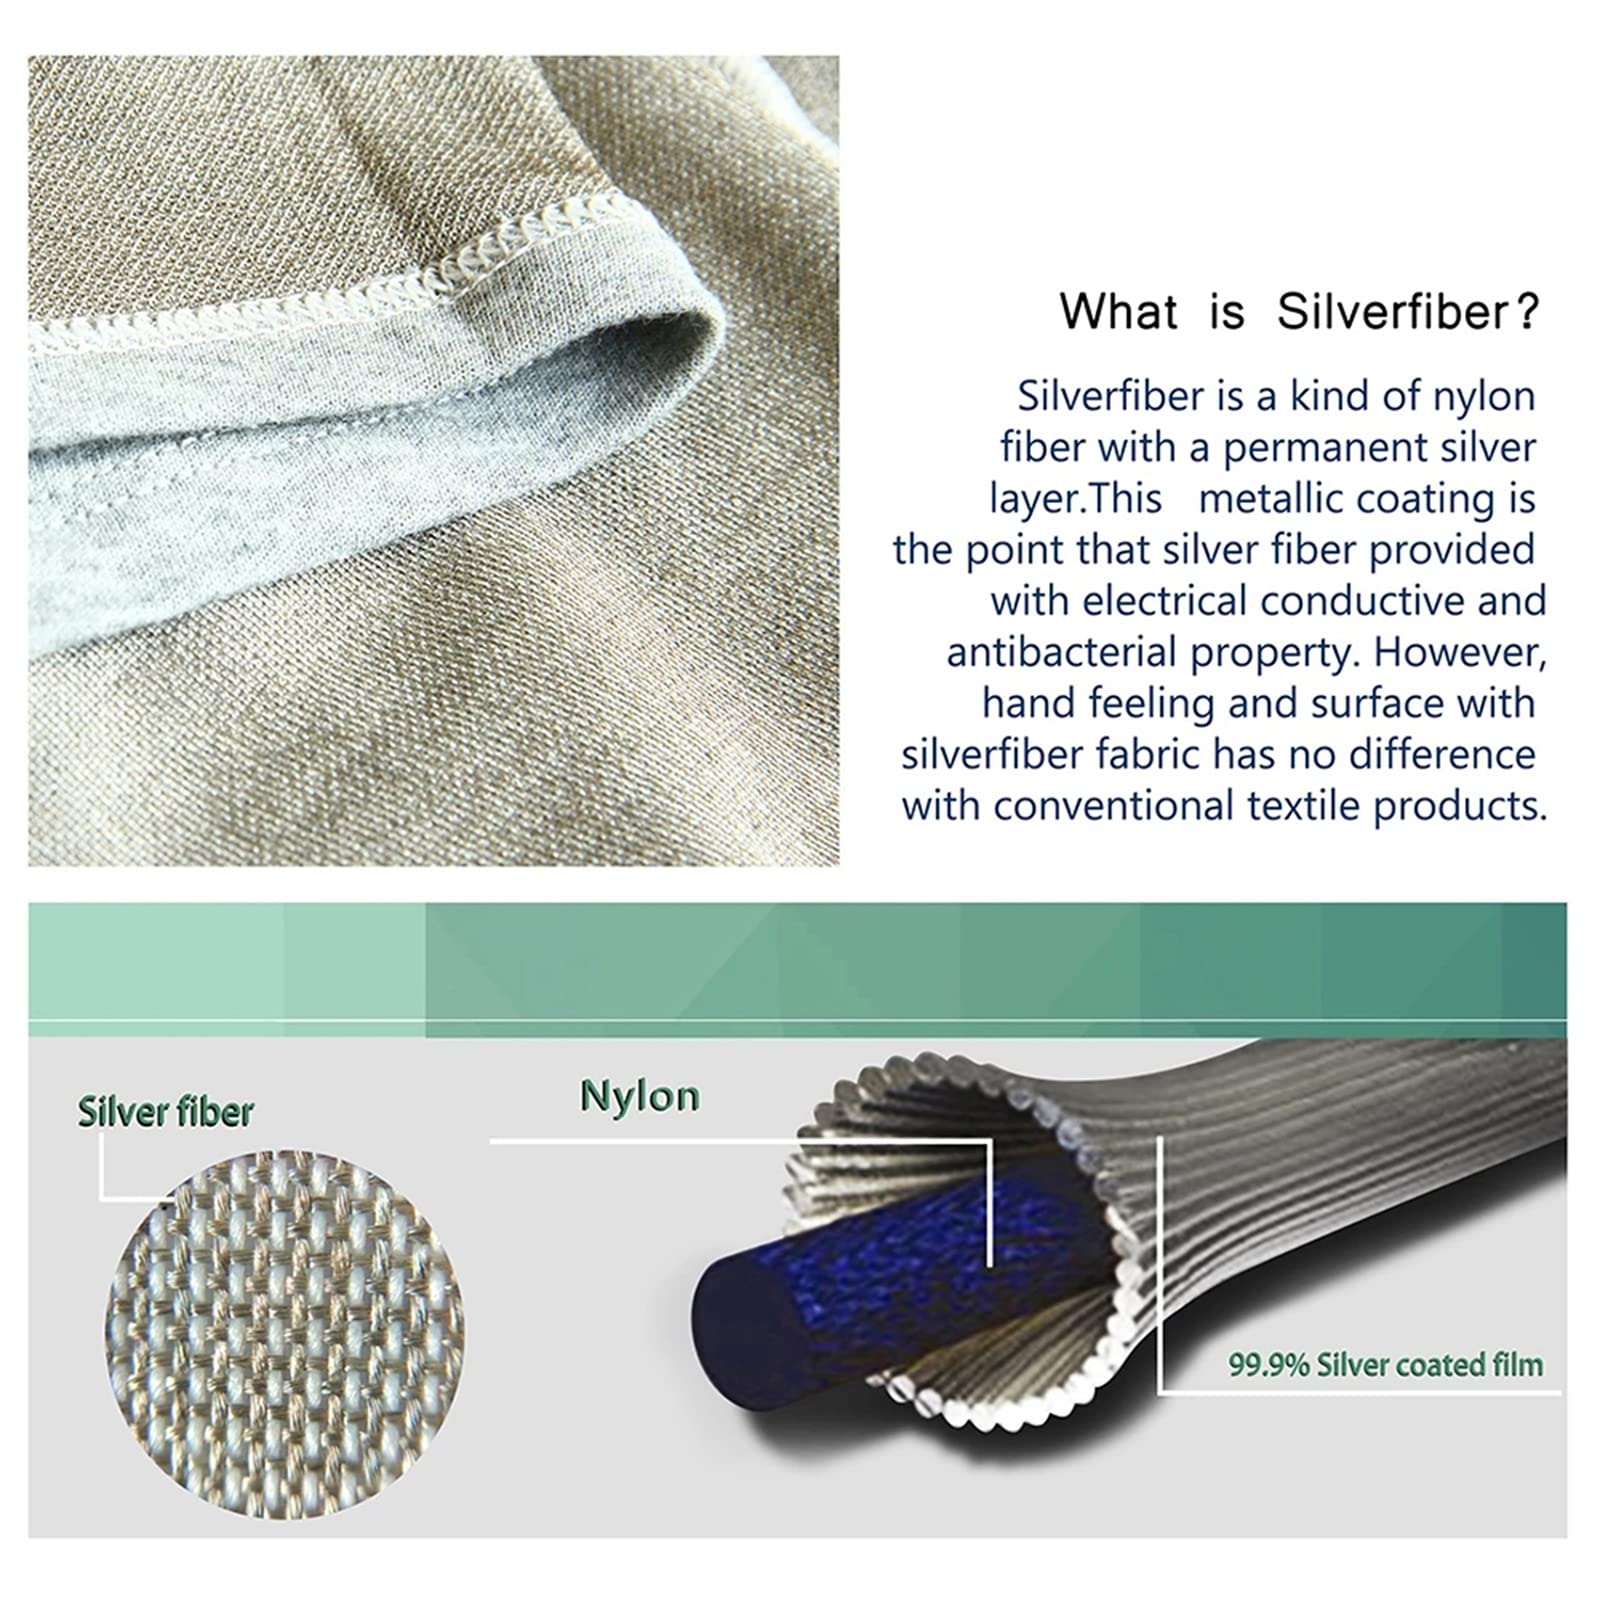 What is Silverfiber?
Silverfiber is a kind of nylon
fiber with a permanent silver
layer.This metallic coating is
the point that silver fiber provided
with electrical conductive and
antibacterial property. However,
hand feeling and surface with
silverfiber fabric has no difference
with conventional textile products.
Silver fiber
Nylon
99.9% Silver coated film